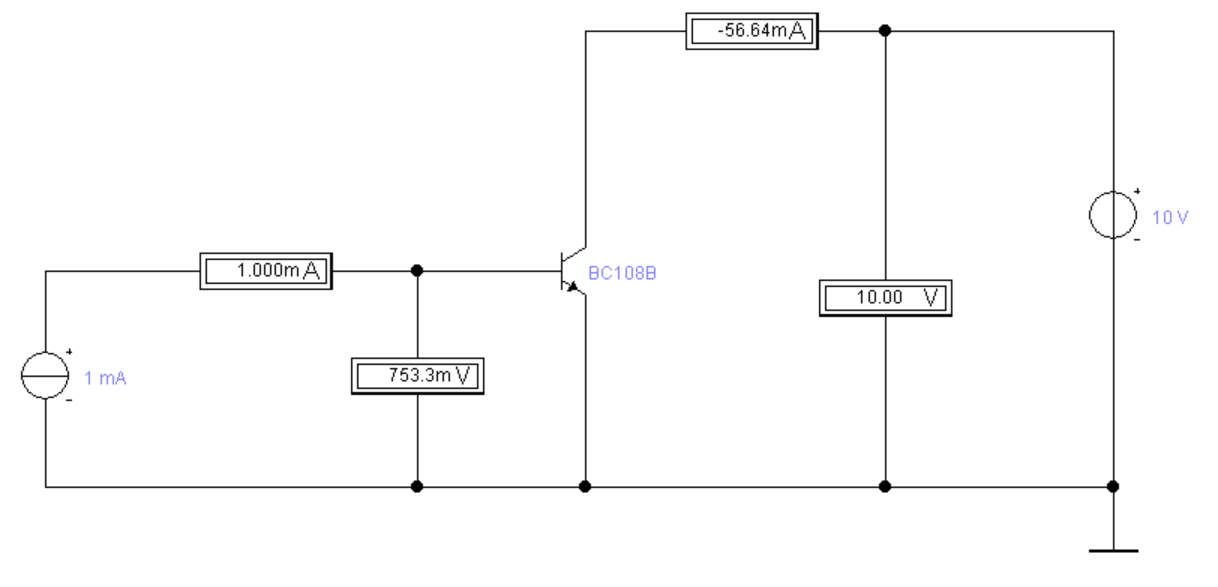 -56.64mA
+
10 V
-
1.000mA
BC108B
10.00 V
+
1 mA
-
753.3mV